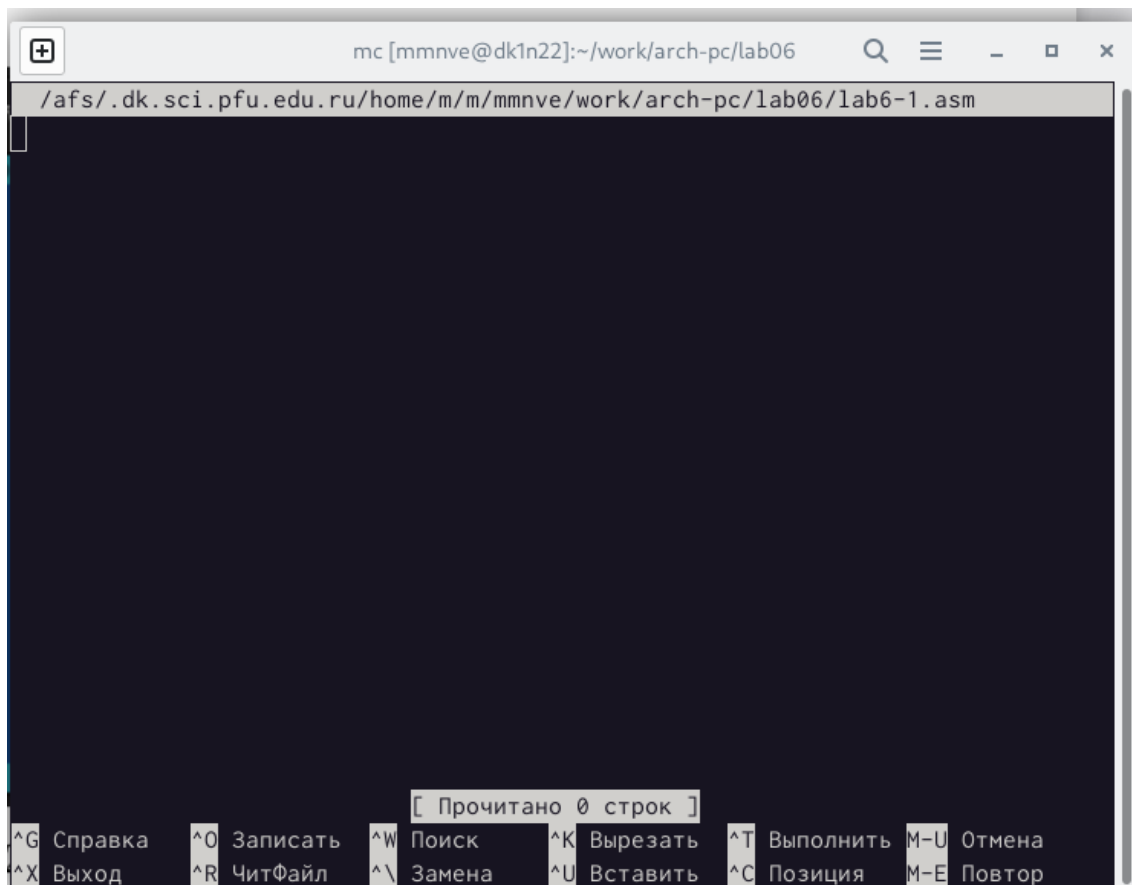 mc [mmnve@dk1n22]:~/work/arch-pc/lab06
/afs/.dk.sci.pfu.edu.ru/home/m/m/mmnve/work/arch-pc/lab06/lab6-1.asm
[ Прочитано 0 строк ]
^G Справка ^O Записать ^W Поиск ^K Вырезать ^T Выполнить M-U Отмена
^X Выход ^R ЧитФайл ^\ Замена ^U Вставить ^C Позиция M-E Повтор